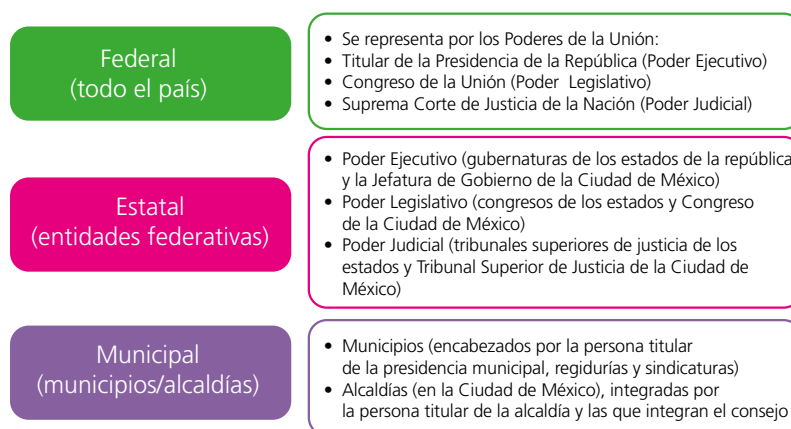 Federal
(todo el país)
• Se representa por los Poderes de la Unión:
• Titular de la Presidencia de la República (Poder Ejecutivo)
• Congreso de la Unión (Poder Legislativo)
• Suprema Corte de Justicia de la Nación (Poder Judicial)
Estatal
(entidades federativas)
• Poder Ejecutivo (gubernaturas de los estados de la república
y la Jefatura de Gobierno de la Ciudad de México)
• Poder Legislativo (congresos de los estados y Congreso
de la Ciudad de México)
• Poder Judicial (tribunales superiores de justicia de los
estados y Tribunal Superior de Justicia de la Ciudad de
México)
Municipal
(municipios/alcaldías)
• Municipios (encabezados por la persona titular
de la presidencia municipal, regidurías y sindicaturas)
• Alcaldías (en la Ciudad de México), integradas por
la persona titular de la alcaldía y las que integran el consejo